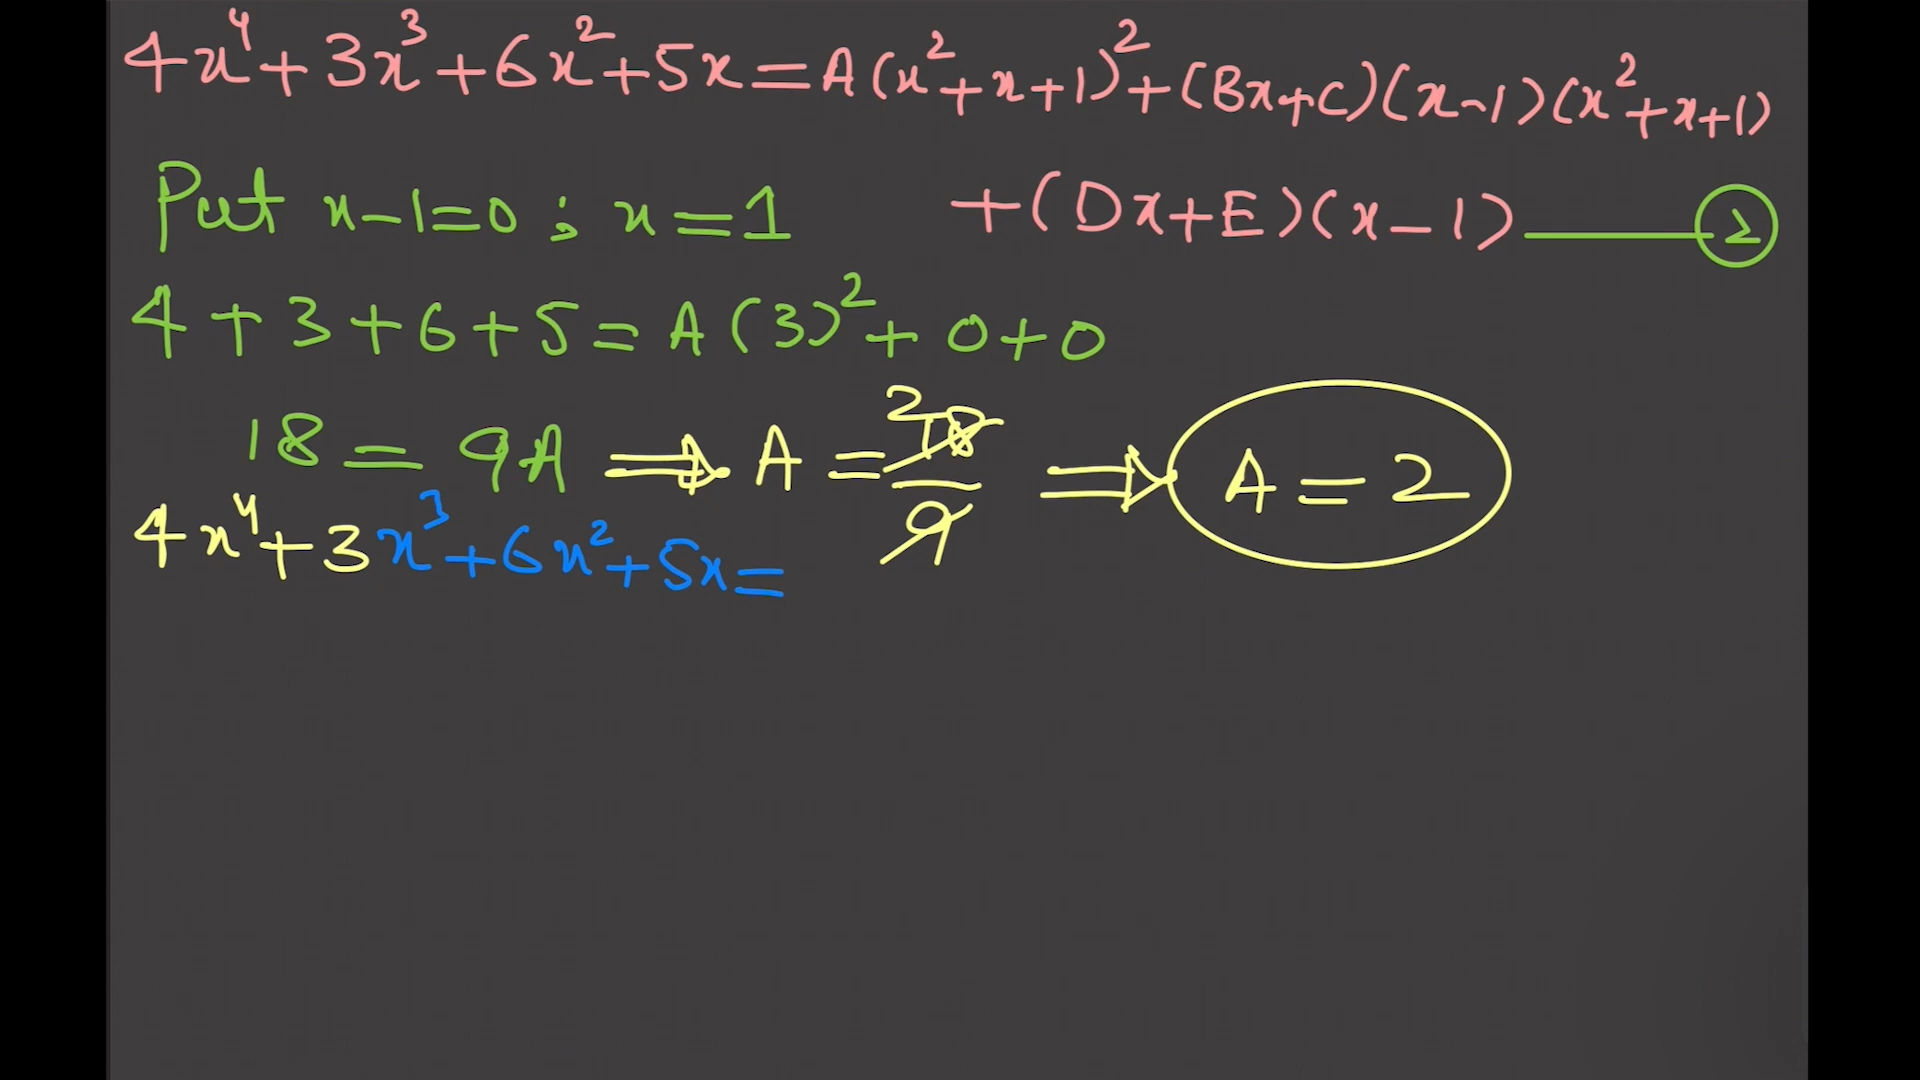 4x⁴+3x³+6x²+5x=A(x²+x+1)²+(Bx+C)(x-1)(x²+x+1)
+(Dx+E)(x-1)——②
Put x-1=0 ; x=1
4+3+6+5=A(3)²+0+0
18=9A ⇒ A=18/9 2 ⇒ A=2
4x⁴+3x³+6x²+5x=